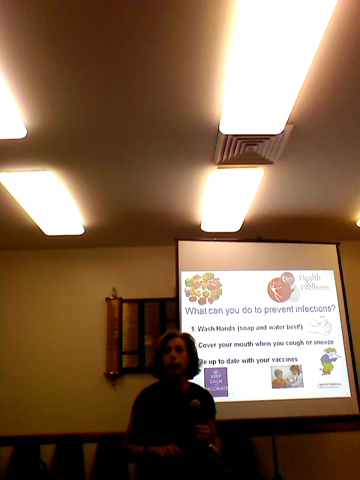 Health
& Wellness
What can you do to prevent infections?
1. Wash Hands (soap and water best!)
Cover your mouth when you cough or sneeze
Be up to date with your vaccines
KEEP
CALM
VACCINATE